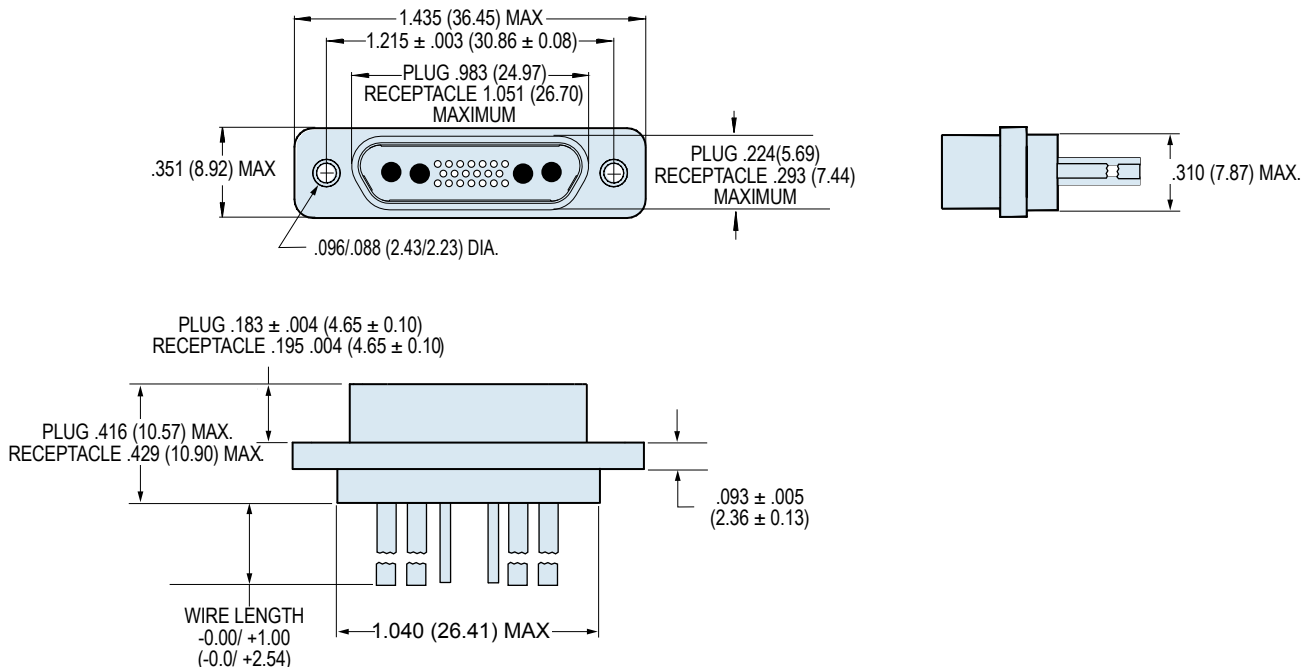 1.435 (36.45) MAX
1.215 ± .003 (30.86 ± 0.08)
PLUG .983 (24.97)
RECEPTACLE 1.051 (26.70)
MAXIMUM
.351 (8.92) MAX
PLUG .224(5.69)
RECEPTACLE .293 (7.44)
MAXIMUM
.310 (7.87) MAX.
.096/.088 (2.43/2.23) DIA.
PLUG .183 ± .004 (4.65 ± 0.10)
RECEPTACLE .195 .004 (4.65 ± 0.10)
PLUG .416 (10.57) MAX.
RECEPTACLE .429 (10.90) MAX.
.093 ± .005
(2.36 ± 0.13)
WIRE LENGTH
-0.00/ +1.00
(-0.0/ +2.54)
1.040 (26.41) MAX